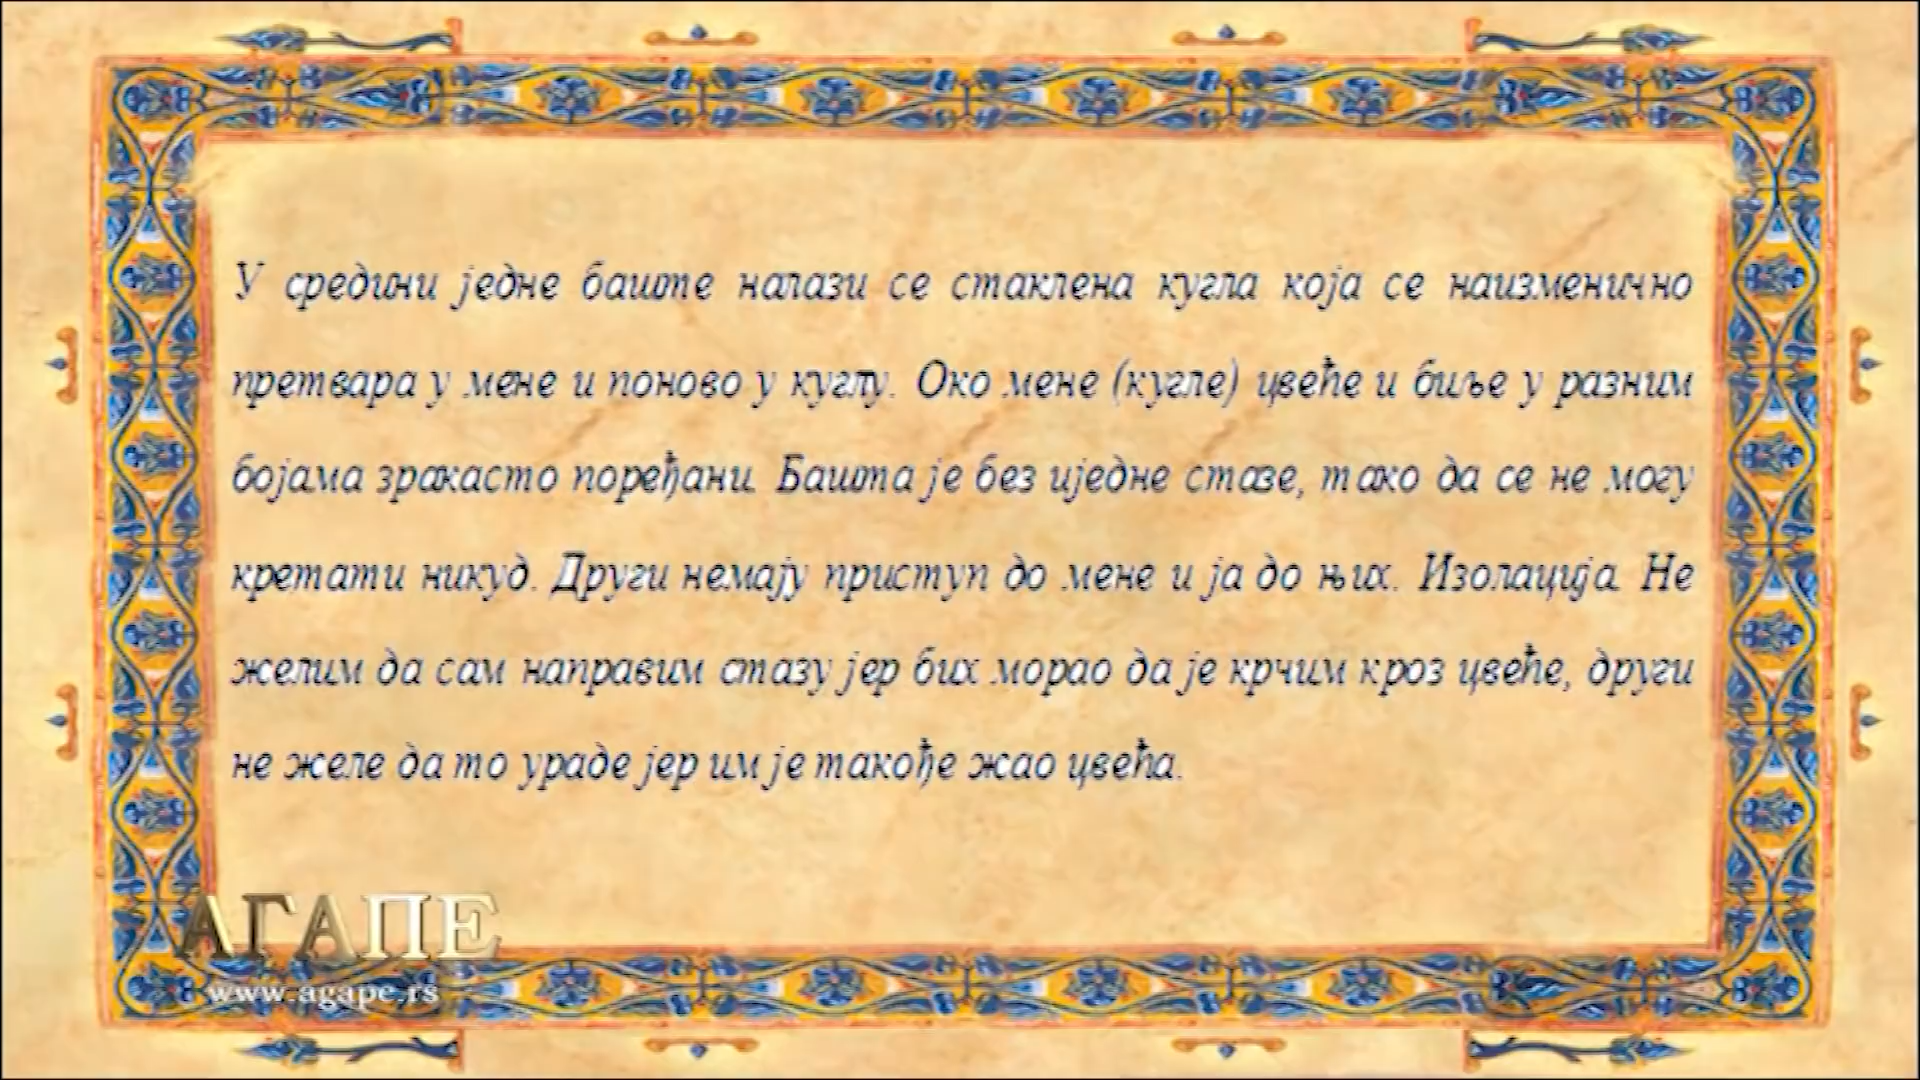 У средини једне баште налази се стаклена кугла која се наизменично
претвара у мене и поново у куглу. Око мене (кугле) цвеће и биље у разним
бојама зракасто поређани. Башта је без иједне стазе, тако да се не могу
кретати никуд. Други немају приступ до мене и ја до њих. Изолација. Не
желим да сам направим стазу јер бих морао да је крчим кроз цвеће, други
не желе да то ураде јер им је такође жао цвећа.
АГАПЕ
www.agape.rs